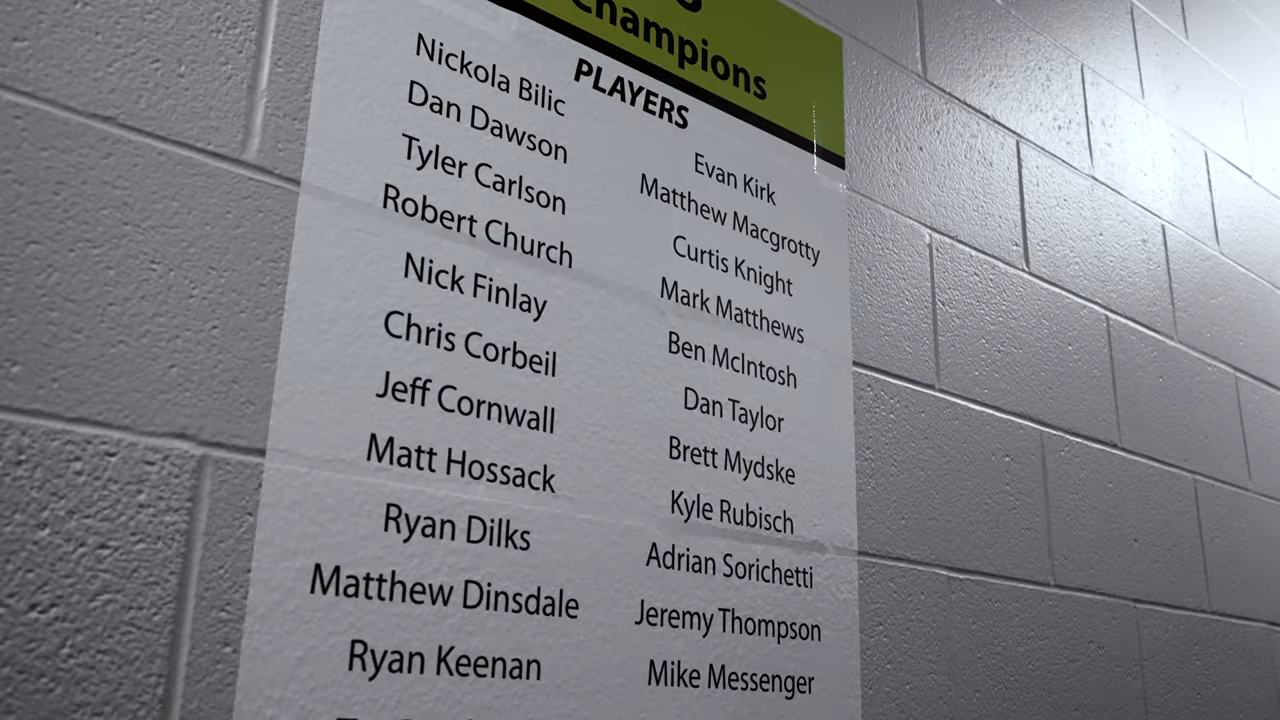 Champions
PLAYERS
Nickola Bilic
Dan Dawson
Tyler Carlson
Robert Church
Nick Finlay
Chris Corbeil
Jeff Cornwall
Matt Hossack
Ryan Dilks
Matthew Dinsdale
Ryan Keenan
Evan Kirk
Matthew Macgrotty
Curtis Knight
Mark Matthews
Ben McIntosh
Dan Taylor
Brett Mydske
Kyle Rubisch
Adrian Sorichetti
Jeremy Thompson
Mike Messenger